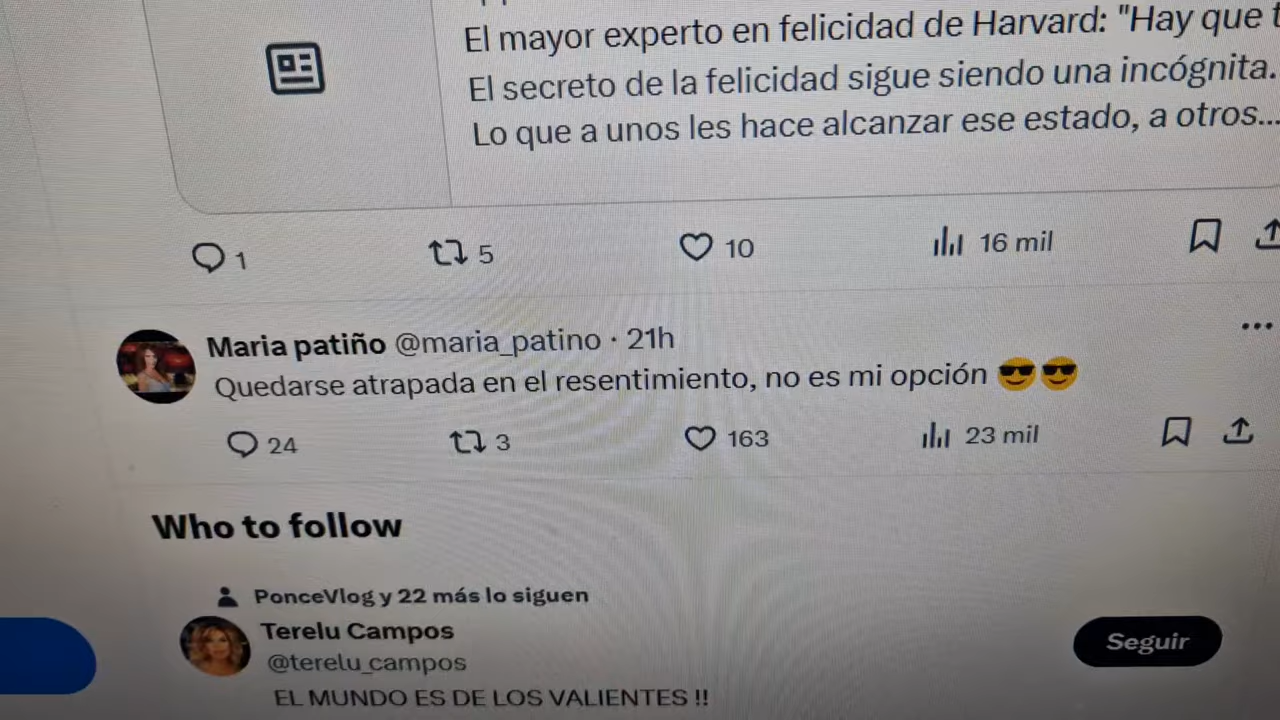 El mayor experto en felicidad de Harvard: "Hay que
El secreto de la felicidad sigue siendo una incógnita.
Lo que a unos les hace alcanzar ese estado, a otros...
1 5 10 16 mil
Maria patiño @maria_patino · 21h
Quedarse atrapada en el resentimiento, no es mi opción 😎😎
24 3 163 23 mil
Who to follow
PonceVlog y 22 más lo siguen
Terelu Campos
@terelu_campos
Seguir
EL MUNDO ES DE LOS VALIENTES !!